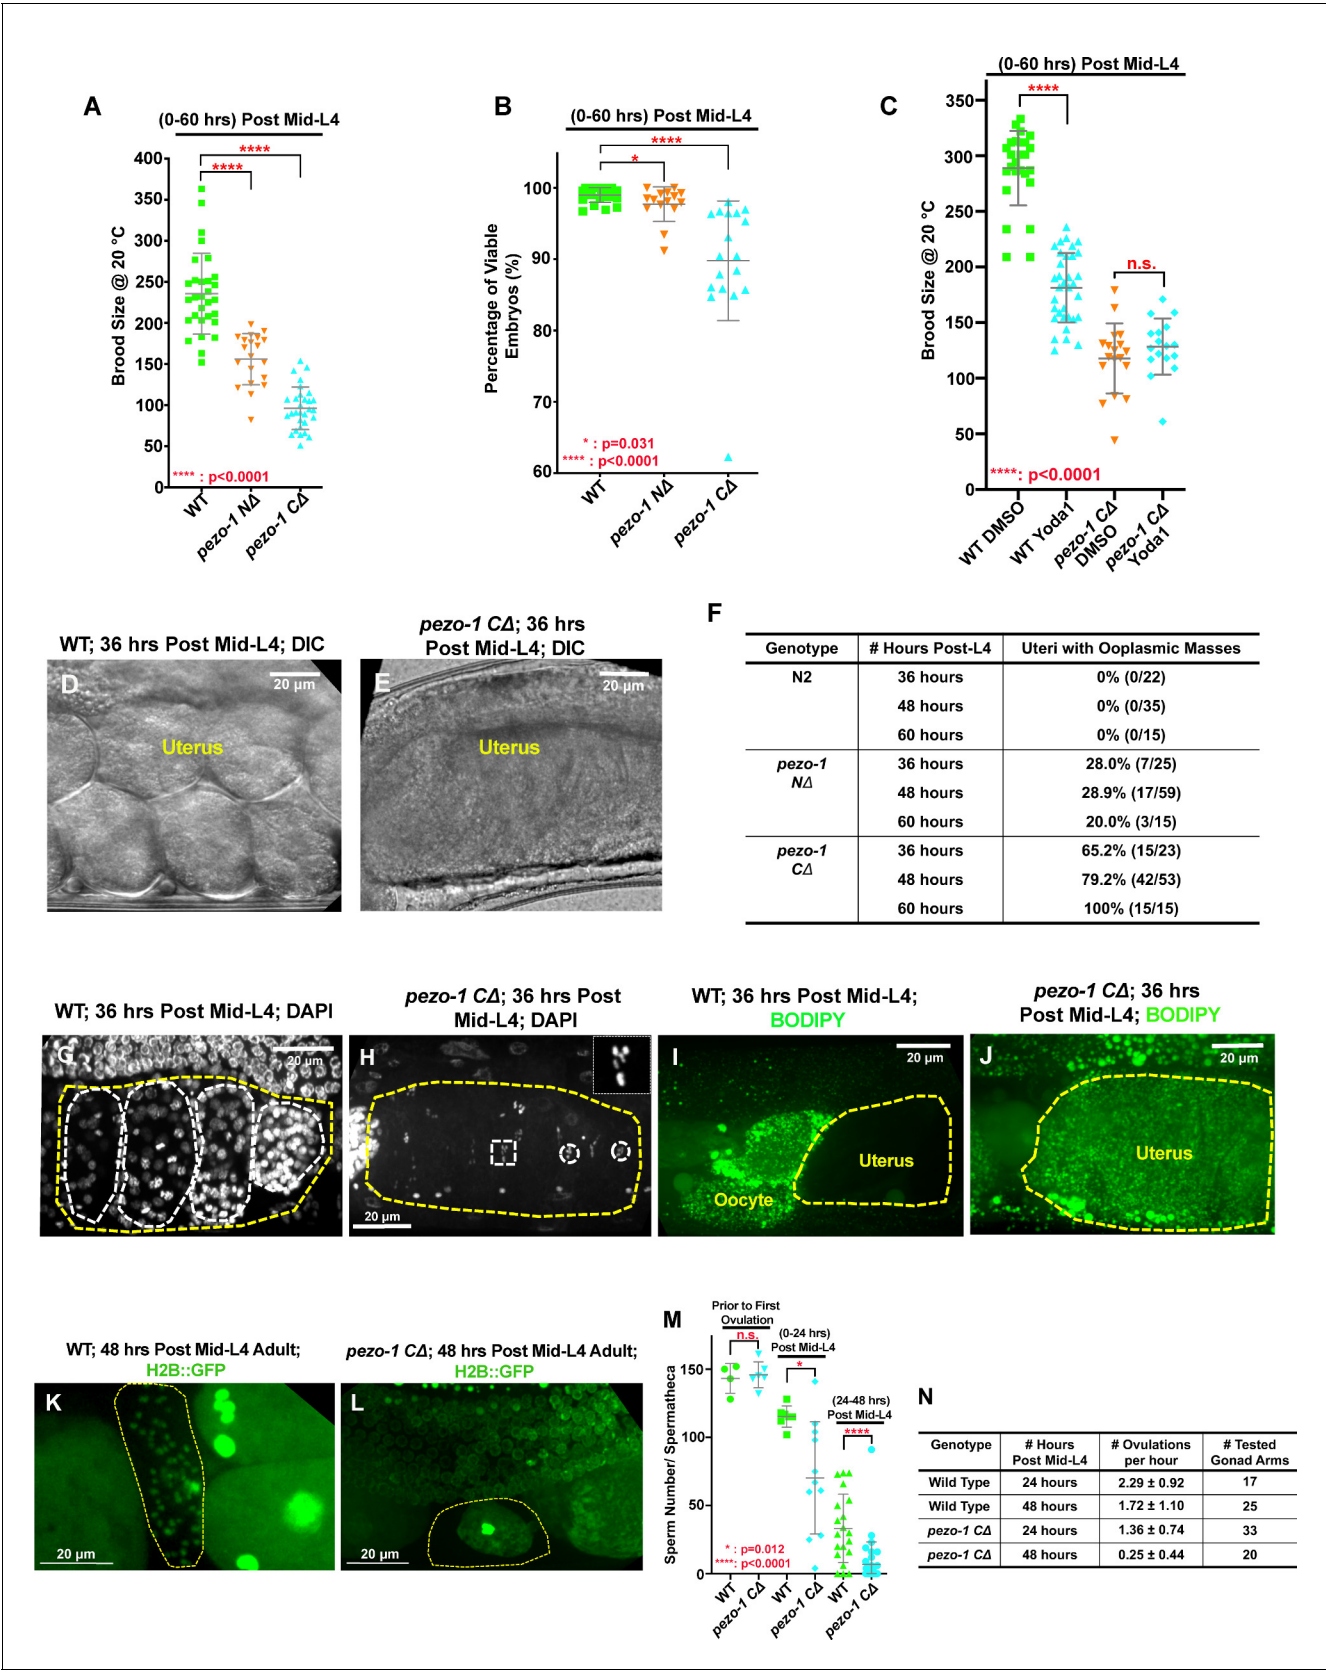 A
(0-60 hrs) Post Mid-L4
****
****
Brood Size @ 20 °C
400
350
300
250
200
150
100
50
0
**** : p<0.0001
WT
pezo-1 NΔ
pezo-1 CΔ
B
(0-60 hrs) Post Mid-L4
****
*
Percentage of Viable
Embryos (%)
100
90
80
70
60
* : p=0.031
**** : p<0.0001
WT
pezo-1 NΔ
pezo-1 CΔ
C
(0-60 hrs) Post Mid-L4
****
n.s.
Brood Size @ 20 °C
350
300
250
200
150
100
50
0
****: p<0.0001
WT DMSO
WT Yoda1
pezo-1 CΔ
DMSO
pezo-1 CΔ
Yoda1
WT; 36 hrs Post Mid-L4; DIC
D
20 µm
Uterus
pezo-1 CΔ; 36 hrs
Post Mid-L4; DIC
E
20 µm
Uterus
F
Genotype # Hours Post-L4 Uteri with Ooplasmic Masses
N2 36 hours 0% (0/22)
48 hours 0% (0/35)
60 hours 0% (0/15)
pezo-1 36 hours 28.0% (7/25)
NΔ 48 hours 28.9% (17/59)
60 hours 20.0% (3/15)
pezo-1 36 hours 65.2% (15/23)
CΔ 48 hours 79.2% (42/53)
60 hours 100% (15/15)
WT; 36 hrs Post Mid-L4; DAPI
G
20 µm
pezo-1 CΔ; 36 hrs Post
Mid-L4; DAPI
H
20 µm
WT; 36 hrs Post Mid-L4;
BODIPY
I
20 µm
Uterus
Oocyte
pezo-1 CΔ; 36 hrs
Post Mid-L4; BODIPY
J
20 µm
Uterus
WT; 48 hrs Post Mid-L4 Adult;
H2B::GFP
K
20 µm
pezo-1 CΔ; 48 hrs Post Mid-L4 Adult;
H2B::GFP
L
20 µm
M
Prior to First
Ovulation
n.s.
(0-24 hrs)
Post Mid-L4
*
(24-48 hrs)
Post Mid-L4
****
Sperm Number/ Spermatheca
150
100
50
0
* : p=0.012
****: p<0.0001
WT
pezo-1 CΔ
WT
pezo-1 CΔ
WT
pezo-1 CΔ
N
Genotype # Hours # Ovulations # Tested
Post Mid-L4 per hour Gonad Arms
Wild Type 24 hours 2.29 ± 0.92 17
Wild Type 48 hours 1.72 ± 1.10 25
pezo-1 CΔ 24 hours 1.36 ± 0.74 33
pezo-1 CΔ 48 hours 0.25 ± 0.44 20